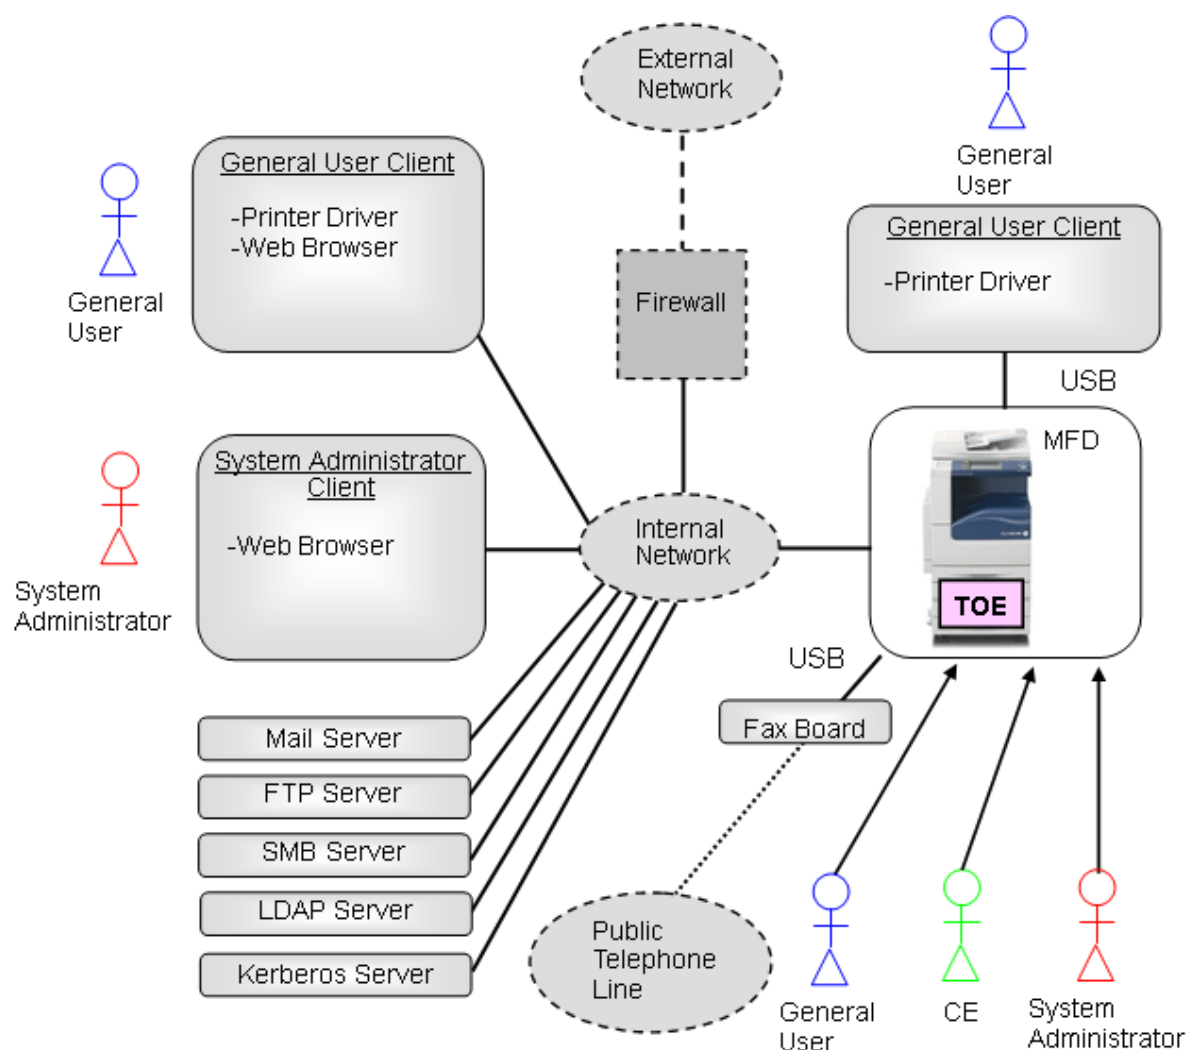 External
Network
General
User
General User Client
-Printer Driver
-Web Browser
General User Client
-Printer Driver
General
User
Firewall
USB
MFD
System Administrator
Client
-Web Browser
Internal
Network
TOE
System
Administrator
USB
Mail Server
Fax Board
FTP Server
SMB Server
LDAP Server
Kerberos Server
Public
Telephone
Line
General
User
CE
System
Administrator